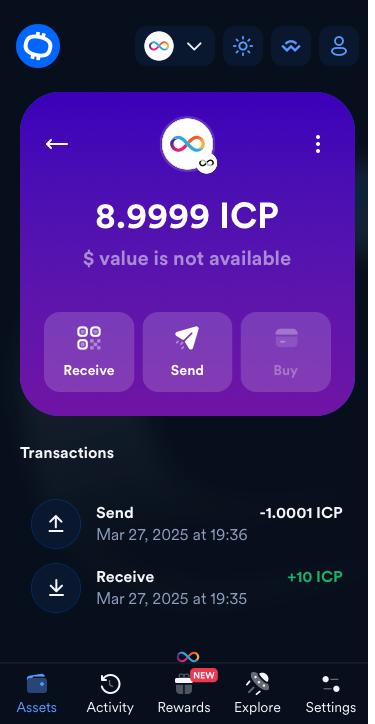 8.9999 ICP
$ value is not available
Receive
Send
Buy
Transactions
Send -1.0001 ICP
Mar 27, 2025 at 19:36
Receive +10 ICP
Mar 27, 2025 at 19:35
NEW
Assets
Activity
Rewards
Explore
Settings